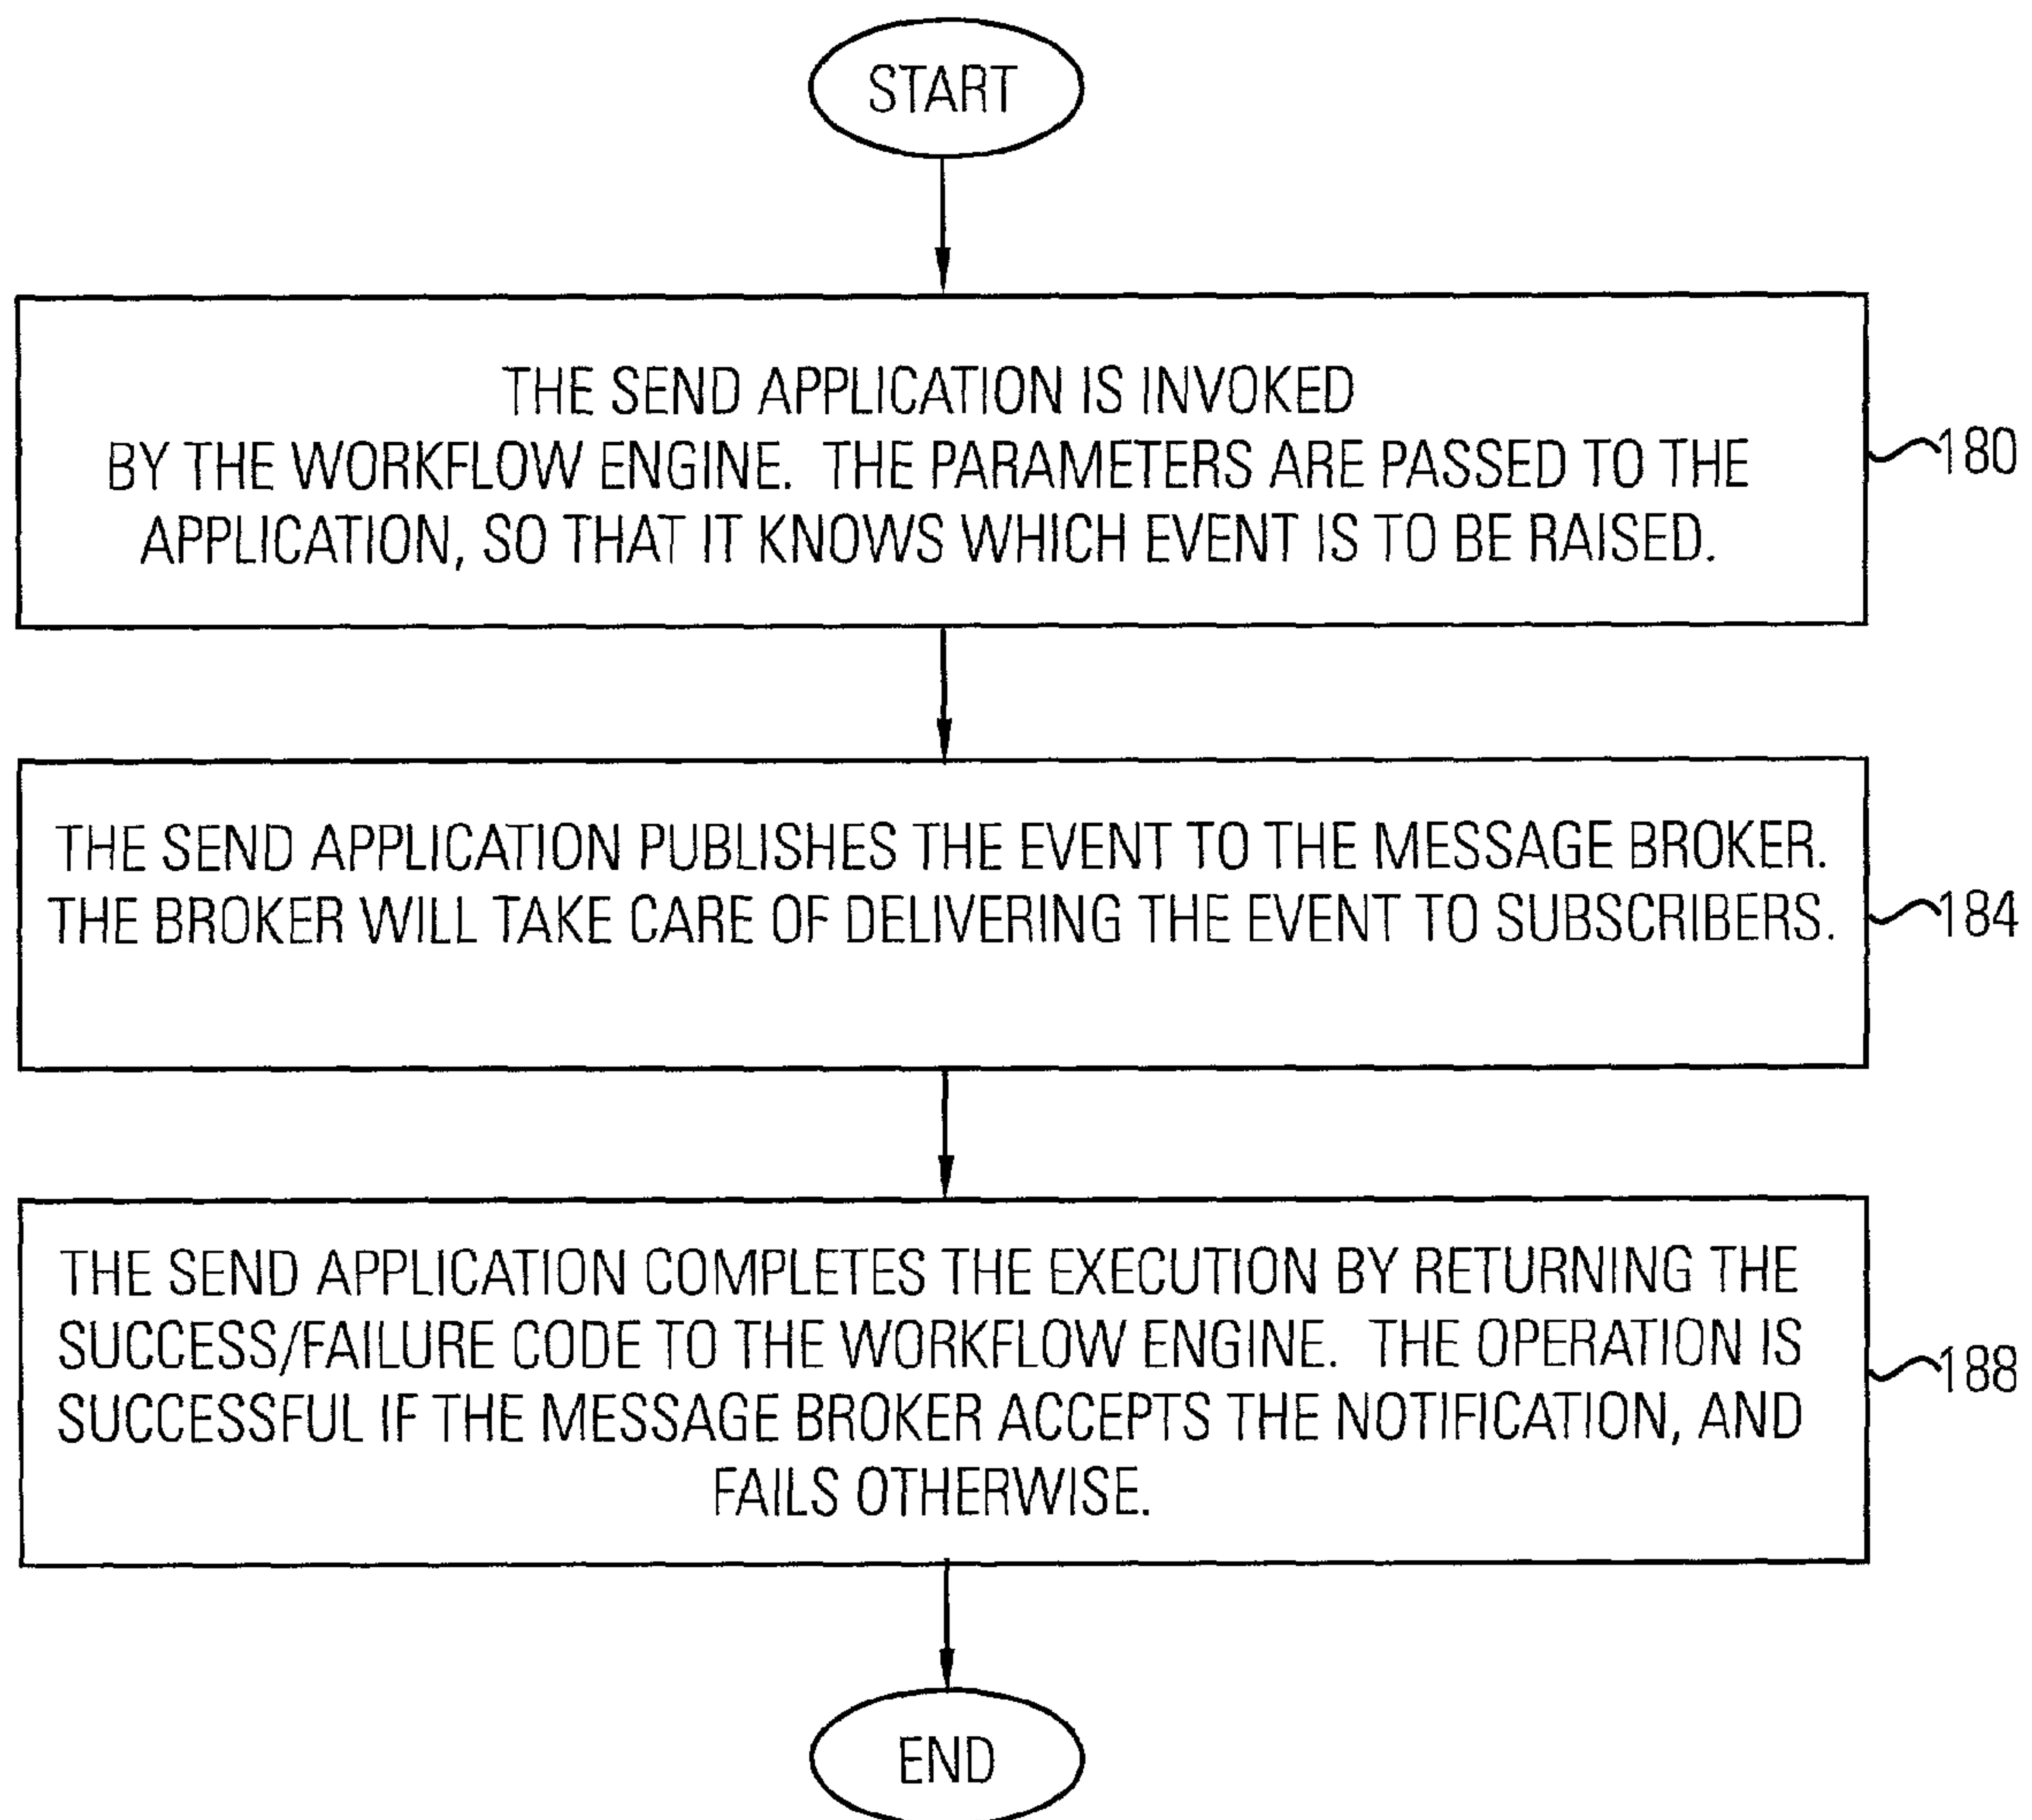 START
THE SEND APPLICATION IS INVOKED
BY THE WORKFLOW ENGINE. THE PARAMETERS ARE PASSED TO THE
APPLICATION, SO THAT IT KNOWS WHICH EVENT IS TO BE RAISED.
180
THE SEND APPLICATION PUBLISHES THE EVENT TO THE MESSAGE BROKER.
THE BROKER WILL TAKE CARE OF DELIVERING THE EVENT TO SUBSCRIBERS.
184
THE SEND APPLICATION COMPLETES THE EXECUTION BY RETURNING THE
SUCCESS/FAILURE CODE TO THE WORKFLOW ENGINE. THE OPERATION IS
SUCCESSFUL IF THE MESSAGE BROKER ACCEPTS THE NOTIFICATION, AND
FAILS OTHERWISE.
188
END